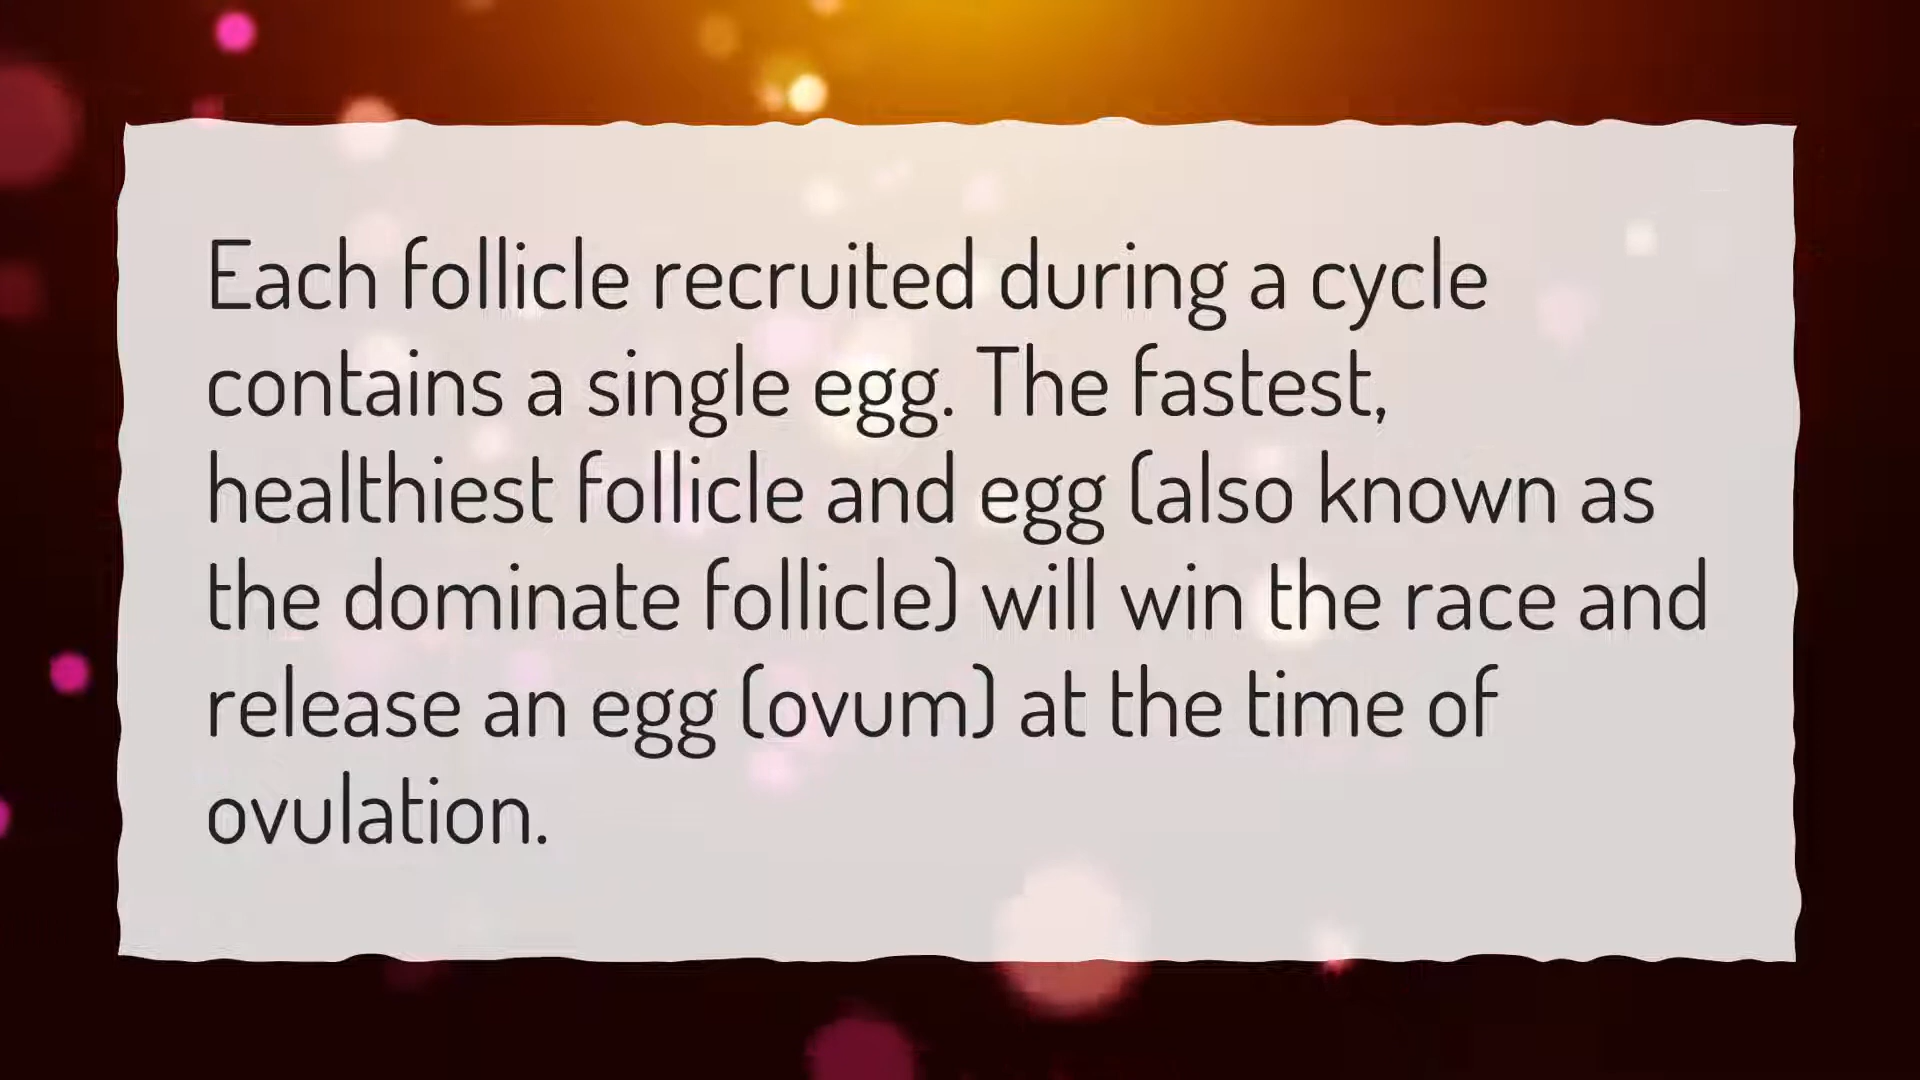 Each follicle recruited during a cycle
contains a single egg. The fastest,
healthiest follicle and egg (also known as
the dominate follicle) will win the race and
release an egg (ovum) at the time of
ovulation.